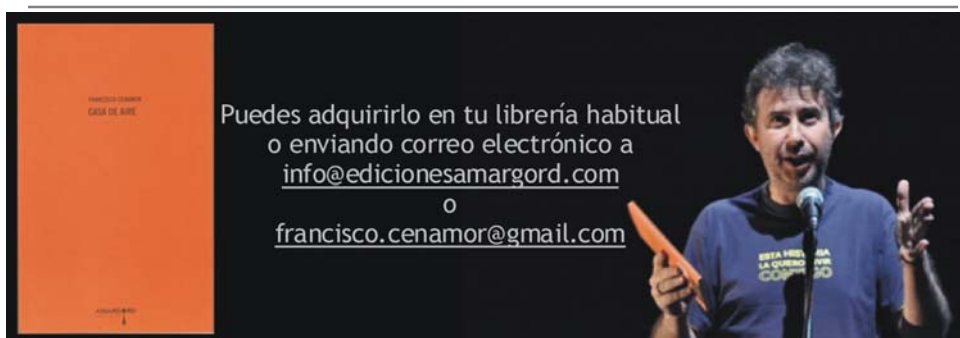 FRANCISCO CENAMOR
CASA DE AIRE
AMARGORD
Puedes adquirirlo en tu librería habitual
o enviando correo electrónico a
info@edicionesamargord.com
o
francisco.cenamor@gmail.com
ESTA HISTORIA
LA QUIERO VIVIR
CONTIGO